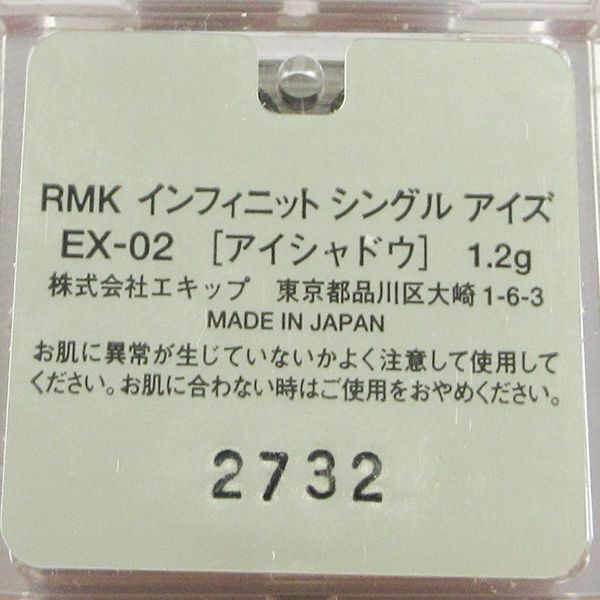 RMK インフィニット シングル アイズ
EX-02 [アイシャドウ] 1.2g
株式会社エキップ 東京都品川区大崎1-6-3
MADE IN JAPAN
お肌に異常が生じていないかよく注意して使用して
ください。お肌に合わない時はご使用をおやめください。
2732